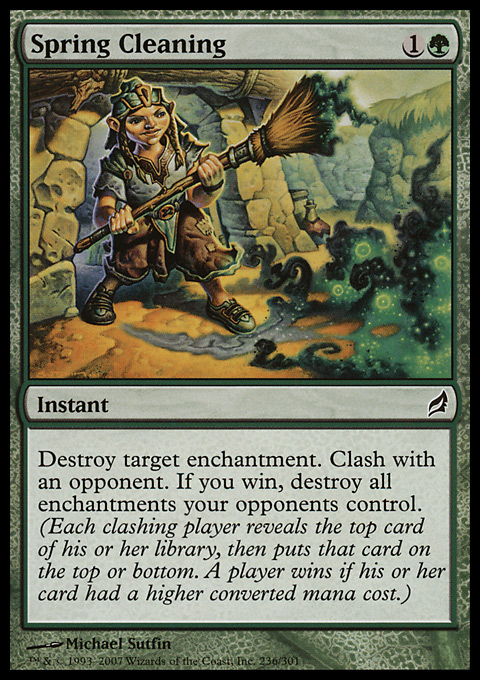 Spring Cleaning 1
Instant
Destroy target enchantment. Clash with
an opponent. If you win, destroy all
enchantments your opponents control.
(Each clashing player reveals the top card
of his or her library, then puts that card on
the top or bottom. A player wins if his or her
card had a higher converted mana cost.)
Michael Sutfin
™ & © 1993-2007 Wizards of the Coast, Inc. 236/301